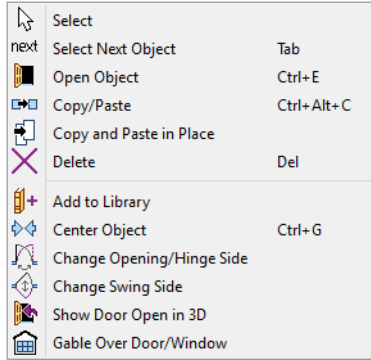 Select
next Select Next Object Tab
Open Object Ctrl+E
Copy/Paste Ctrl+Alt+C
Copy and Paste in Place
Delete Del
Add to Library
Center Object Ctrl+G
Change Opening/Hinge Side
Change Swing Side
Show Door Open in 3D
Gable Over Door/Window